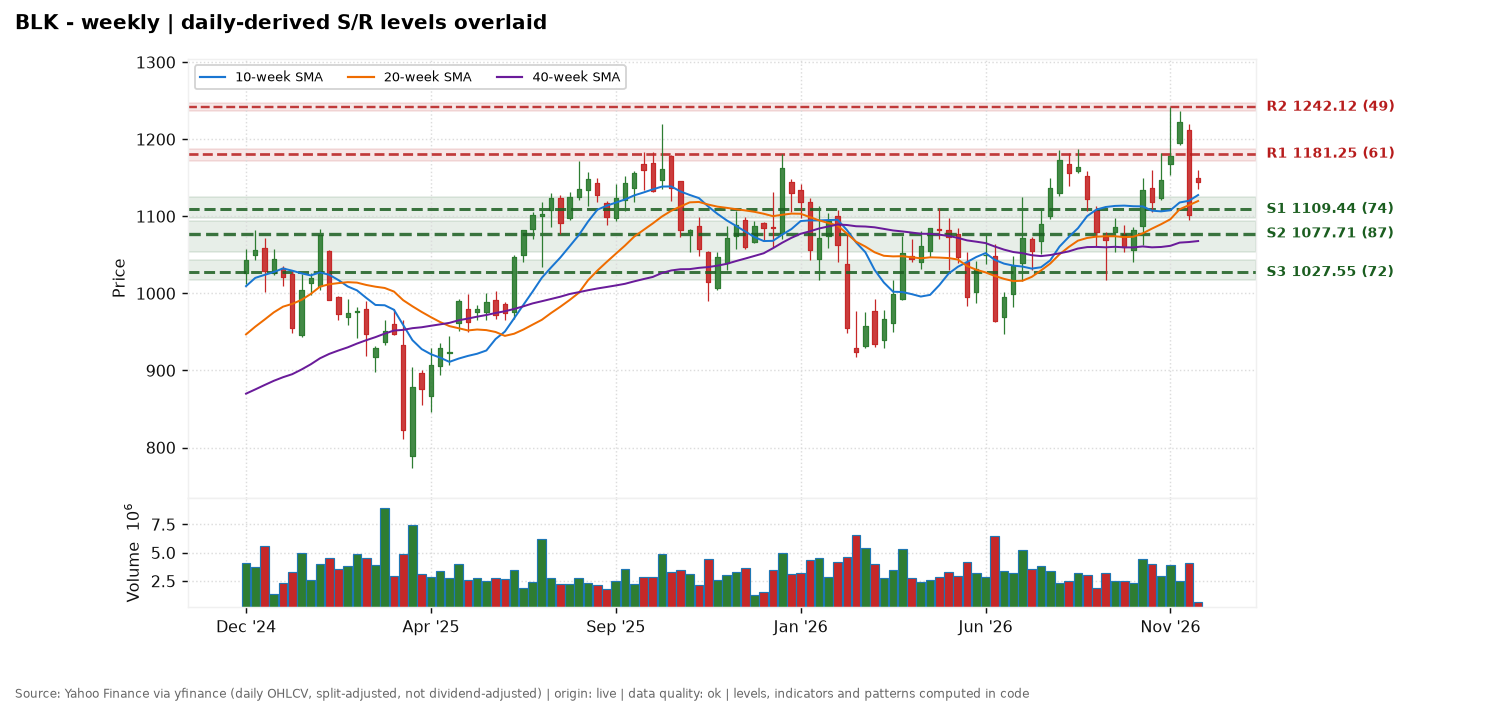 BLK - weekly | daily-derived S/R levels overlaid
10-week SMA
20-week SMA
40-week SMA
1300
1200
1100
1000
900
800
Price
R2 1242.12 (49)
R1 1181.25 (61)
S1 1109.44 (74)
S2 1077.71 (87)
S3 1027.55 (72)
7.5
5.0
2.5
Volume 10⁶
Dec '24
Apr '25
Sep '25
Jan '26
Jun '26
Nov '26
Source: Yahoo Finance via yfinance (daily OHLCV, split-adjusted, not dividend-adjusted) | origin: live | data quality: ok | levels, indicators and patterns computed in code